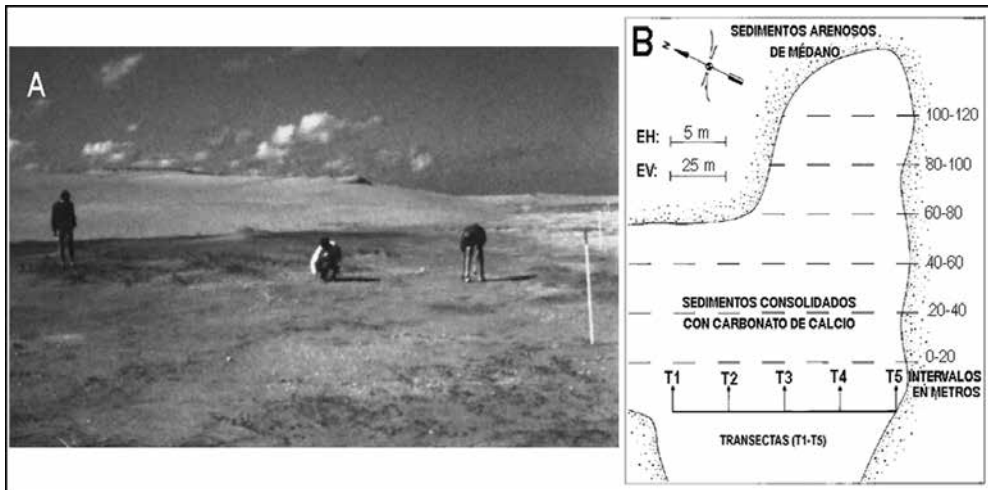 A
B
N
SEDIMENTOS ARENOSOS
DE MÉDANO
EH: 5 m
EV: 25 m
100-120
80-100
60-80
40-60
SEDIMENTOS CONSOLIDADOS
CON CARBONATO DE CALCIO
20-40
0-20
T1 T2 T3 T4 T5
INTERVALOS
EN METROS
TRANSECTAS (T1-T5)